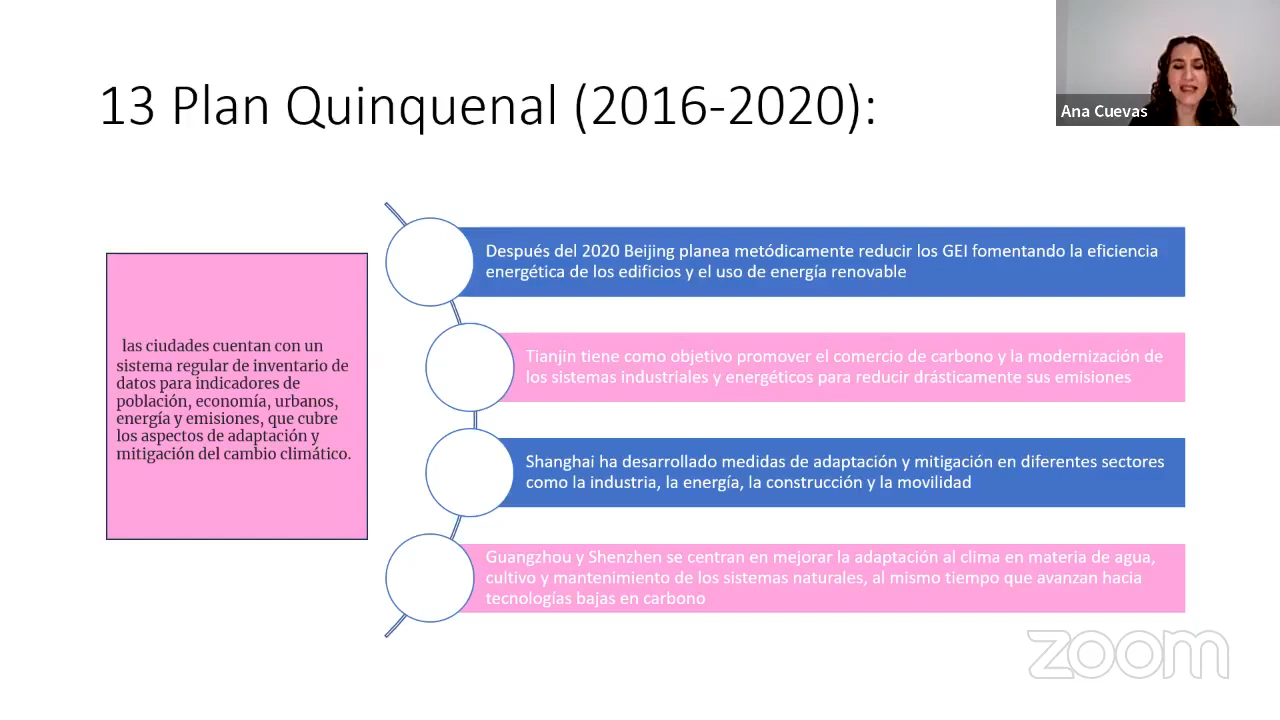 13 Plan Quinquenal (2016-2020):
Ana Cuevas
las ciudades cuentan con un
sistema regular de inventario de
datos para indicadores de
población, economía, urbanos,
energía y emisiones, que cubre
los aspectos de adaptación y
mitigación del cambio climático.
Después del 2020 Beijing planea metódicamente reducir los GEI fomentando la eficiencia
energética de los edificios y el uso de energía renovable
Tianjin tiene como objetivo promover el comercio de carbono y la modernización de
los sistemas industriales y energéticos para reducir drásticamente sus emisiones
Shanghai ha desarrollado medidas de adaptación y mitigación en diferentes sectores
como la industria, la energía, la construcción y la movilidad
Guangzhou y Shenzhen se centran en mejorar la adaptación al clima en materia de agua,
cultivo y mantenimiento de los sistemas naturales, al mismo tiempo que avanzan hacia
tecnologías bajas en carbono
zoom